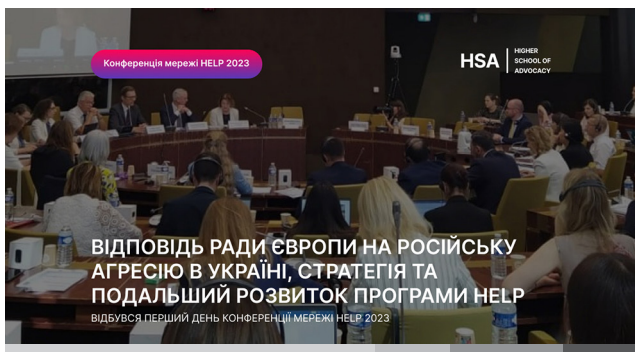 Конференція мережі HELP 2023
HSA
HIGHER
SCHOOL OF
ADVOCACY
ВІДПОВІДЬ РАДИ ЄВРОПИ НА РОСІЙСЬКУ
АГРЕСІЮ В УКРАЇНІ, СТРАТЕГІЯ ТА
ПОДАЛЬШИЙ РОЗВИТОК ПРОГРАМИ HELP
ВІДБУВСЯ ПЕРШИЙ ДЕНЬ КОНФЕРЕНЦІЇ МЕРЕЖІ HELP 2023